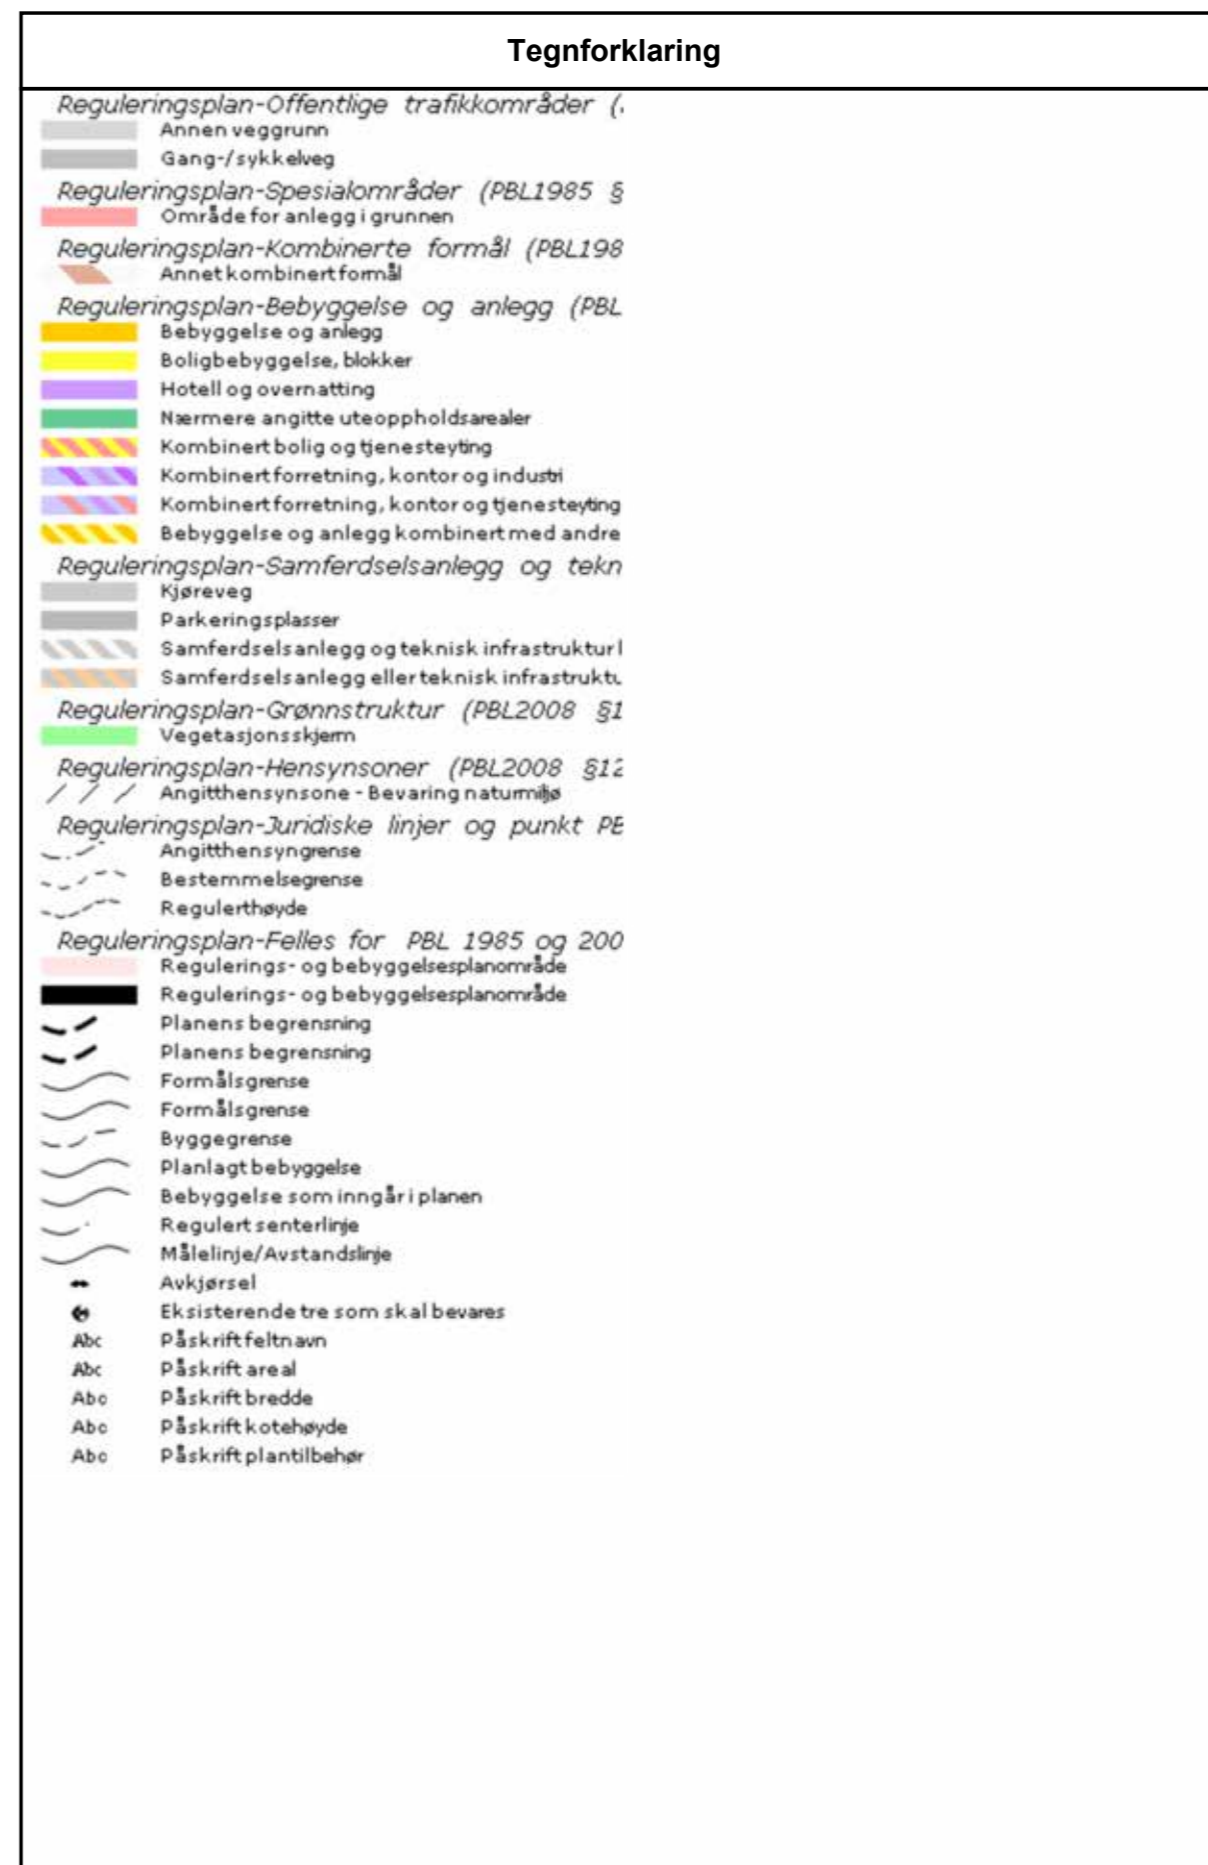 Tegnforklaring
Reguleringsplan-Offentlige trafikkområder (
Annen veggrunn
Gang-/sykkelveg
Reguleringsplan-Spesialområder (PBL1985 §
Område for anlegg i grunnen
Reguleringsplan-Kombinerte formål (PBL198
Annet kombinert formål
Reguleringsplan-Bebyggelse og anlegg (PBL
Bebyggelse og anlegg
Boligbebyggelse, blokker
Hotell og overnatting
Nærmere angitte uteoppholdsarealer
Kombinert bolig og tjenesteyting
Kombinert forretning, kontor og industri
Kombinert forretning, kontor og tjenesteyting
Bebyggelse og anlegg kombinert med andre
Reguleringsplan-Samferdselsanlegg og tekn
Kjøreveg
Parkeringsplasser
Samferdselsanlegg og teknisk infrastruktur
Samferdselsanlegg eller teknisk infrastruktu
Reguleringsplan-Grønnstruktur (PBL2008 §1
Vegetasjonsskjerm
Reguleringsplan-Hensynsoner (PBL2008 §12
Angitthensynsone - Bevaring naturmiljø
Reguleringsplan-Juridiske linjer og punkt PB
Angitthensyngrense
Bestemmelsegrense
Regulerthøyde
Reguleringsplan-Felles for PBL 1985 og 200
Regulerings- og bebyggelsesplanområde
Regulerings- og bebyggelsesplanområde
Planens begrensning
Planens begrensning
Formålsgrense
Formålsgrense
Byggegrense
Planlagt bebyggelse
Bebyggelse som inngår i planen
Regulert senterlinje
Målelinje/Avstandslinje
Avkjørsel
Eksisterende tre som skal bevares
Abc Påskrift feltnavn
Abc Påskrift areal
Abc Påskrift bredde
Abc Påskrift kotehøyde
Abc Påskrift plantilbehør